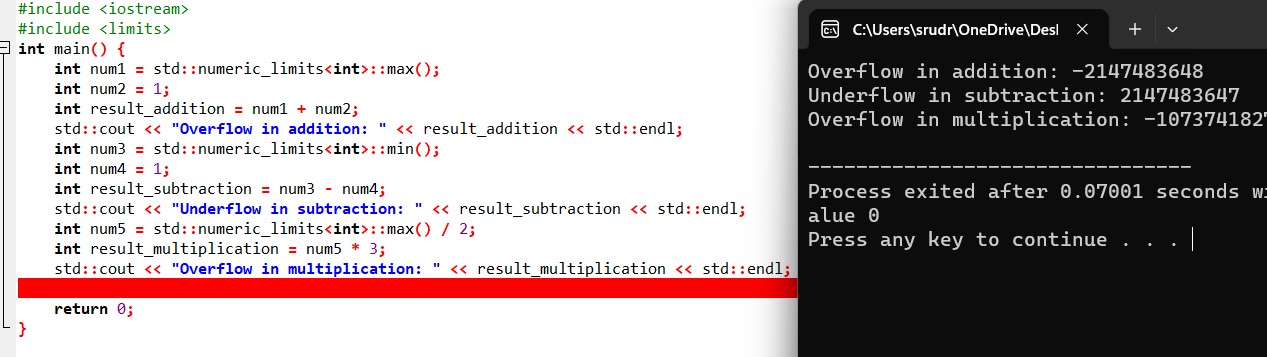 #include <iostream>
#include <limits>
int main() {
    int num1 = std::numeric_limits<int>::max();
    int num2 = 1;
    int result_addition = num1 + num2;
    std::cout << "Overflow in addition: " << result_addition << std::endl;
    int num3 = std::numeric_limits<int>::min();
    int num4 = 1;
    int result_subtraction = num3 - num4;
    std::cout << "Underflow in subtraction: " << result_subtraction << std::endl;
    int num5 = std::numeric_limits<int>::max() / 2;
    int result_multiplication = num5 * 3;
    std::cout << "Overflow in multiplication: " << result_multiplication << std::endl;
    return 0;
}
C:\Users\srudr\OneDrive\Desl
Overflow in addition: -2147483648
Underflow in subtraction: 2147483647
Overflow in multiplication: -107374182
--------------------------------
Process exited after 0.07001 seconds wi
alue 0
Press any key to continue . . .